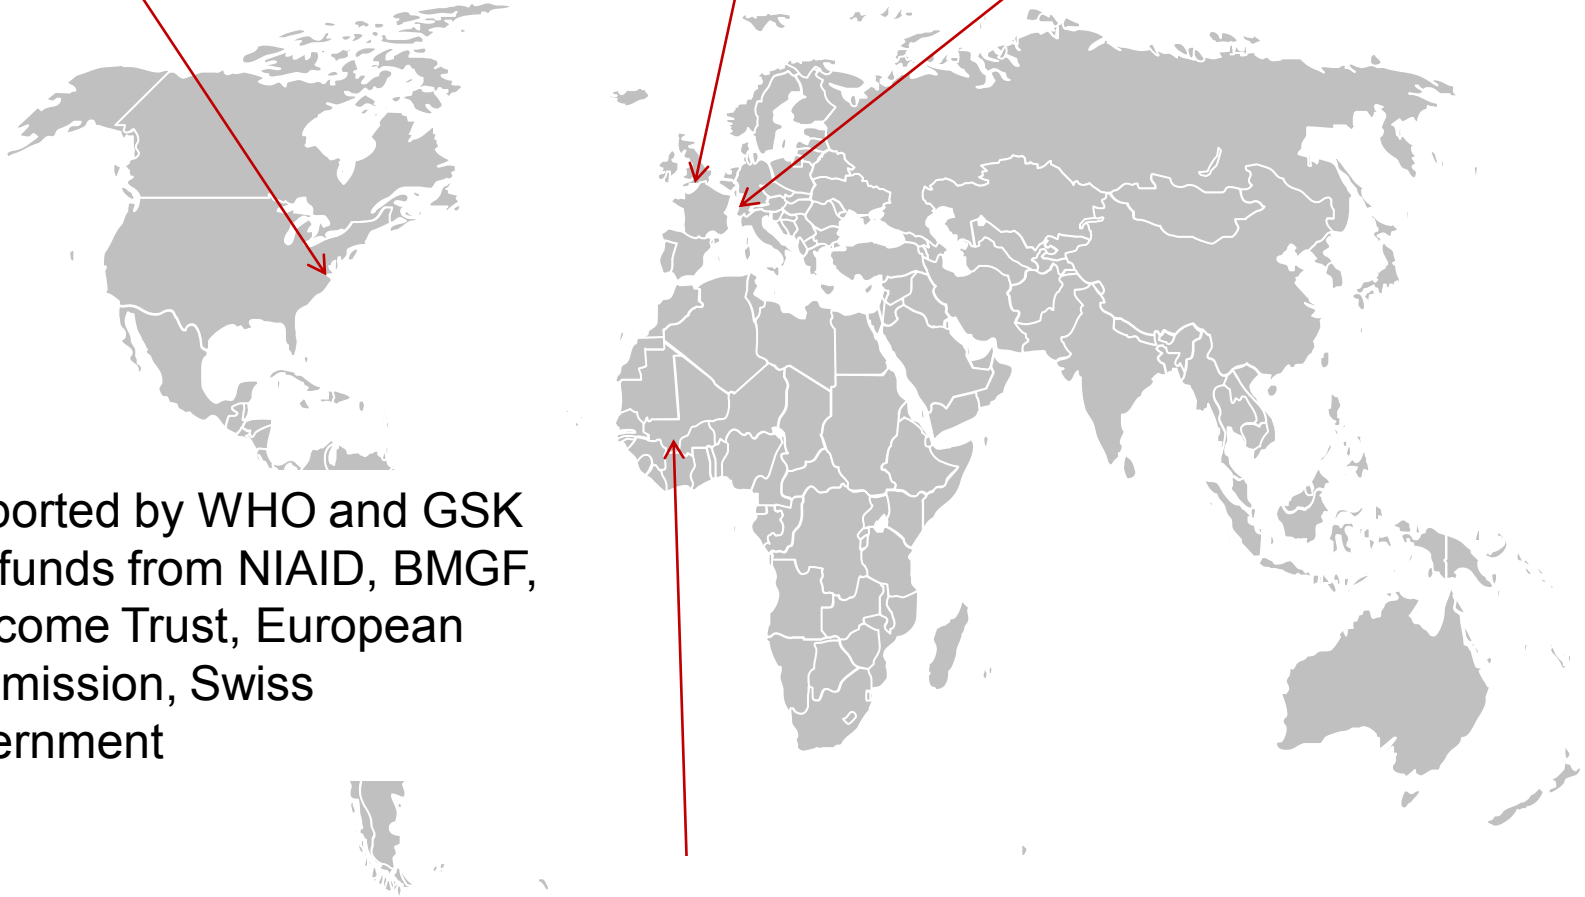 ported by WHO and GSK
funds from NIAID, BMGF,
come Trust, European
mission, Swiss
ernment